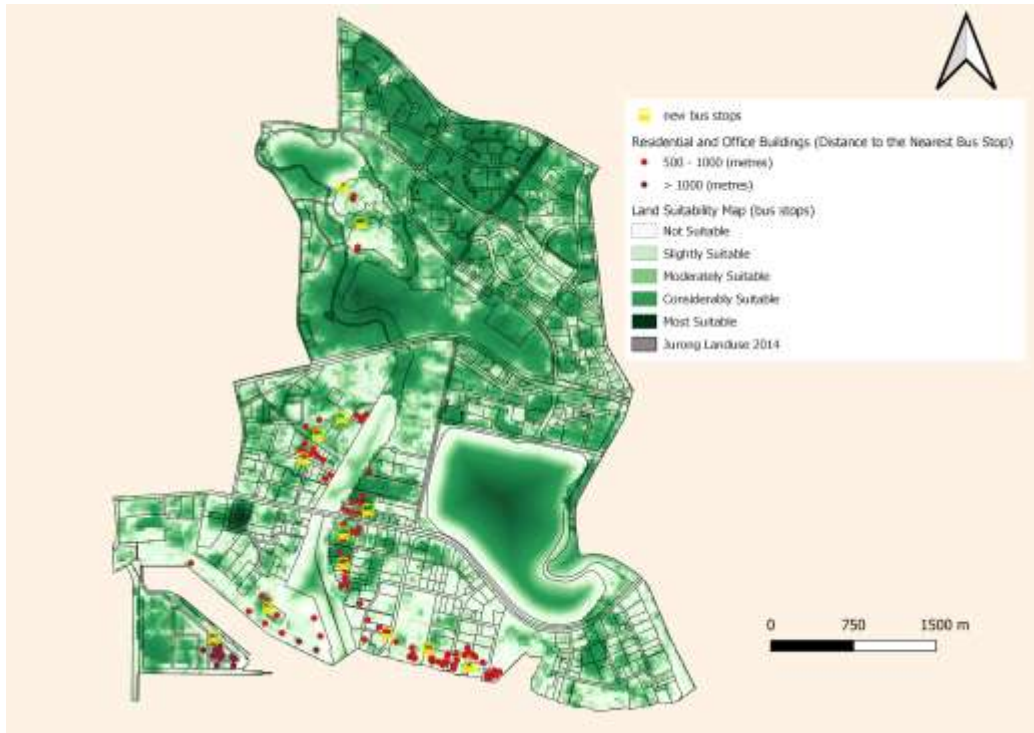 new bus stops
Residential and Office Buildings (Distance to the Nearest Bus Stop)
500 - 1000 (metres)
> 1000 (metres)
Land Suitability Map (bus stops)
Not Suitable
Slightly Suitable
Moderately Suitable
Considerably Suitable
Most Suitable
Jurong Landuse 2014
0 750 1500 m